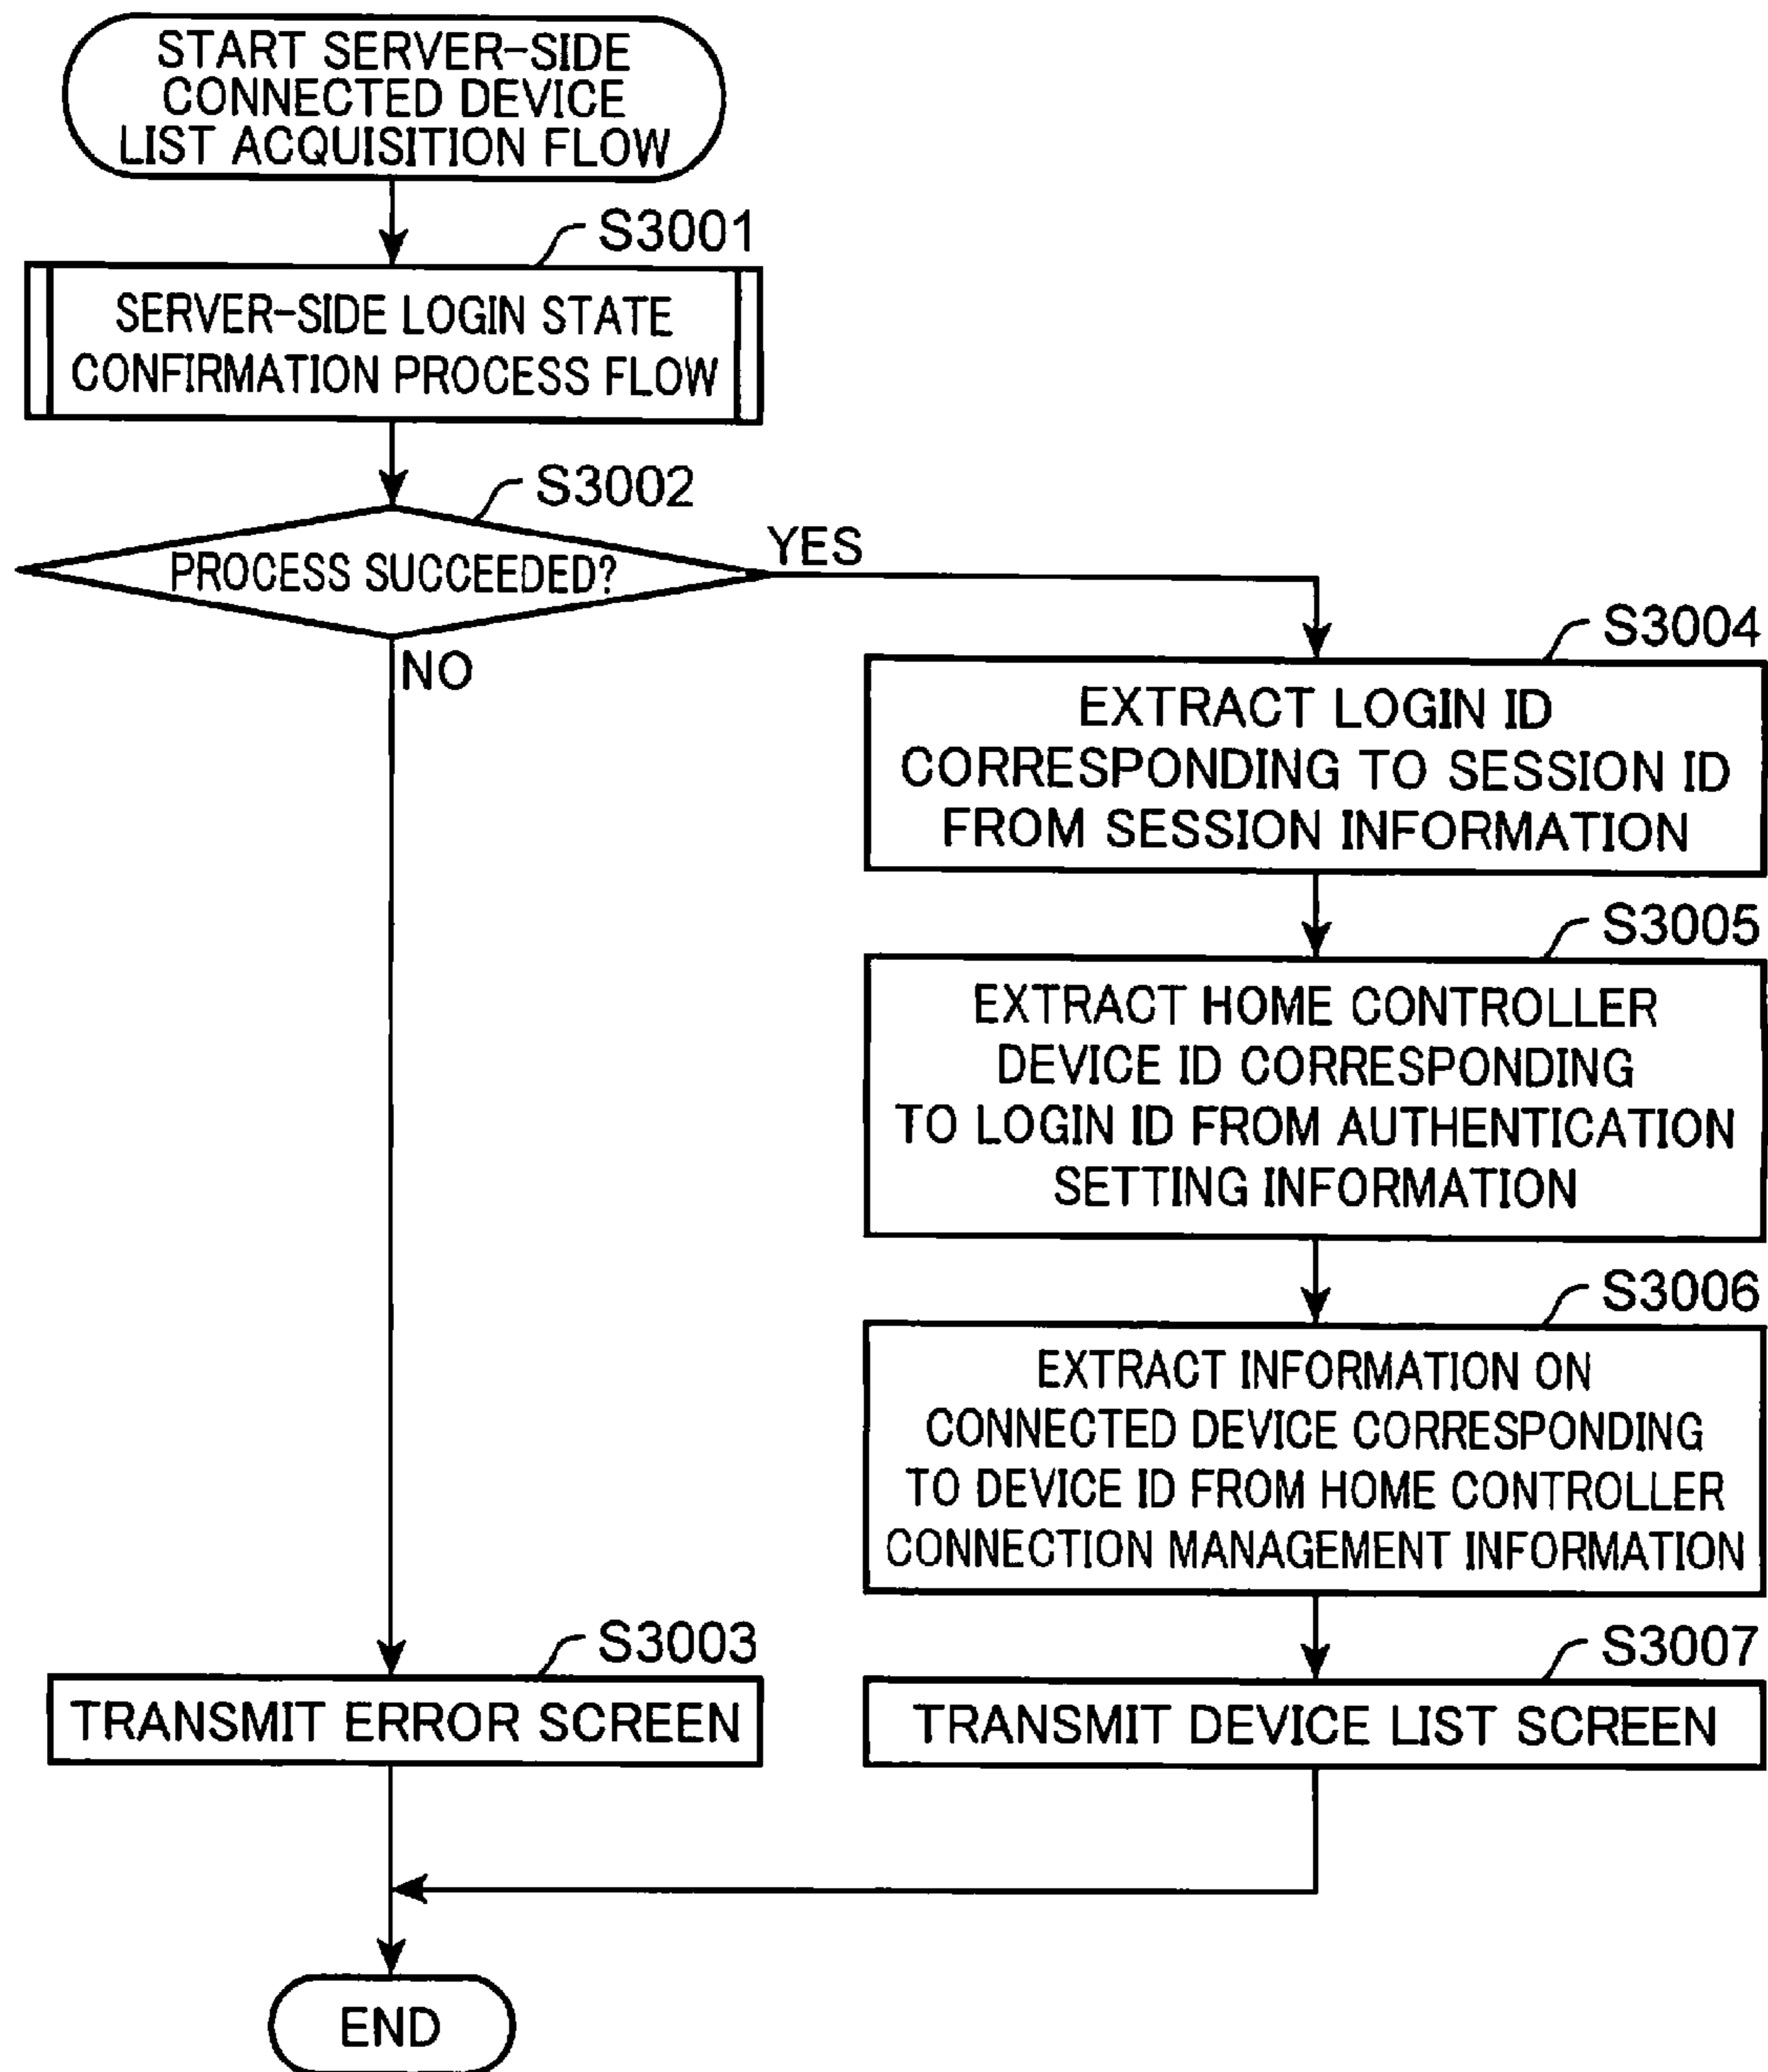 START SERVER-SIDE
CONNECTED DEVICE
LIST ACQUISITION FLOW
S3001
SERVER-SIDE LOGIN STATE
CONFIRMATION PROCESS FLOW
S3002
PROCESS SUCCEEDED?
YES
NO
S3004
EXTRACT LOGIN ID
CORRESPONDING TO SESSION ID
FROM SESSION INFORMATION
S3005
EXTRACT HOME CONTROLLER
DEVICE ID CORRESPONDING
TO LOGIN ID FROM AUTHENTICATION
SETTING INFORMATION
S3006
EXTRACT INFORMATION ON
CONNECTED DEVICE CORRESPONDING
TO DEVICE ID FROM HOME CONTROLLER
CONNECTION MANAGEMENT INFORMATION
S3003
TRANSMIT ERROR SCREEN
S3007
TRANSMIT DEVICE LIST SCREEN
END